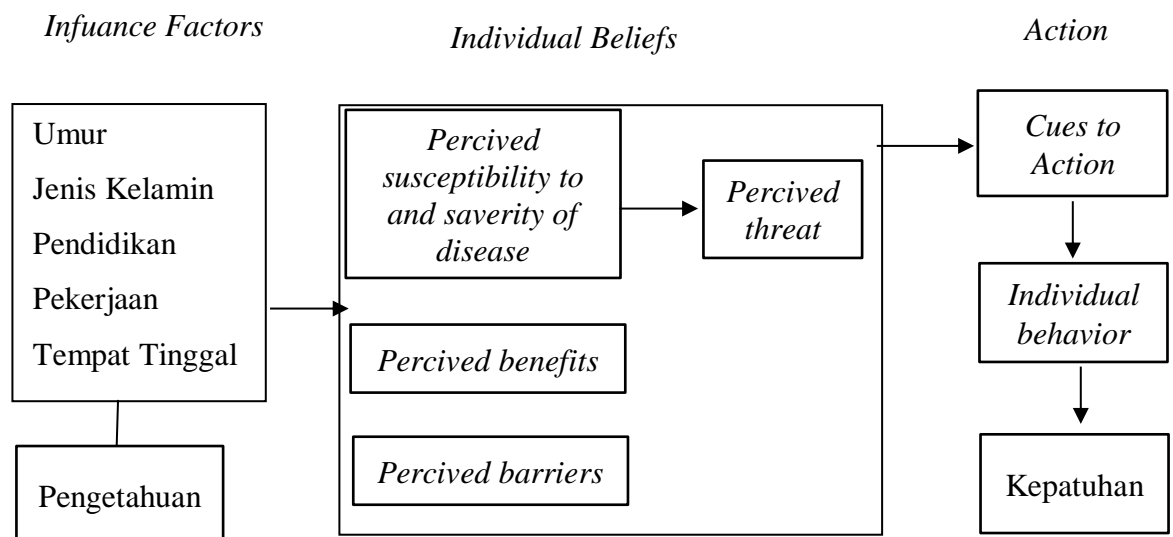 Infuance Factors
Individual Beliefs
Action
Umur
Jenis Kelamin
Pendidikan
Pekerjaan
Tempat Tinggal
Pengetahuan
Percived
susceptibility to
and saverity of
disease
Percived
threat
Percived benefits
Percived barriers
Cues to
Action
Individual
behavior
Kepatuhan